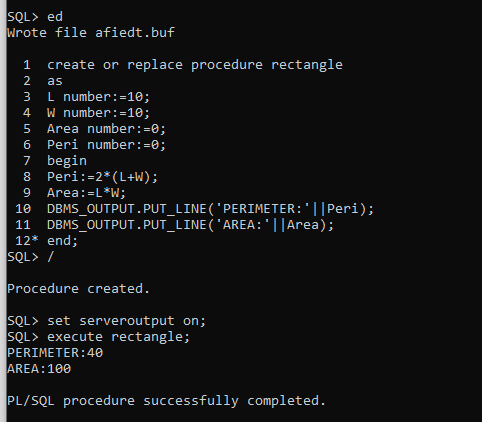 SQL> ed
Wrote file afiedt.buf
1 create or replace procedure rectangle
2 as
3 L number:=10;
4 W number:=10;
5 Area number:=0;
6 Peri number:=0;
7 begin
8 Peri:=2*(L+W);
9 Area:=L*W;
10 DBMS_OUTPUT.PUT_LINE('PERIMETER:'||Peri);
11 DBMS_OUTPUT.PUT_LINE('AREA:'||Area);
12* end;
SQL> /
Procedure created.
SQL> set serveroutput on;
SQL> execute rectangle;
PERIMETER:40
AREA:100
PL/SQL procedure successfully completed.